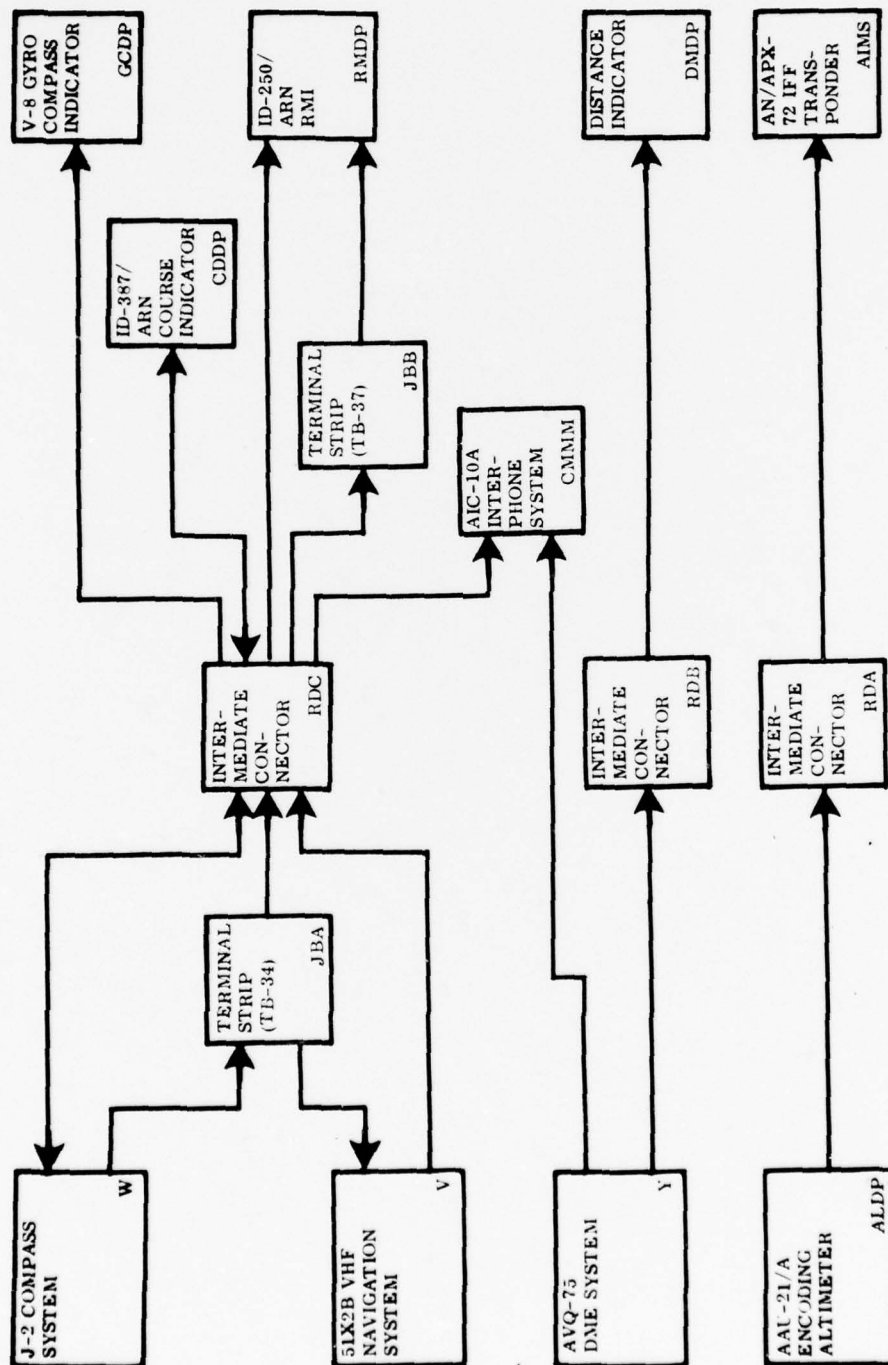 J-2 COMPASS
SYSTEM
W
51X2B VHF
NAVIGATION
SYSTEM
V
AVQ-75
DME SYSTEM
Y
AAU-21/A
ENCODING
ALTIMETER
ALDP
TERMINAL
STRIP
(TB-34)
JBA
INTER-
MEDIATE
CON-
NECTOR
RDC
INTER-
MEDIATE
CON-
NECTOR
RDB
INTER-
MEDIATE
CON-
NECTOR
RDA
AIC-10A
INTER-
PHONE
SYSTEM
CMMM
TERMINAL
STRIP
(TB-37)
JBB
ID-387/
ARN
COURSE
INDICATOR
CDDP
V-8 GYRO
COMPASS
INDICATOR
GCDP
ID-250/
ARN
RMI
RMDP
DISTANCE
INDICATOR
DMDP
AN/APX-
72 IFF
TRANS-
PONDER
AIMS